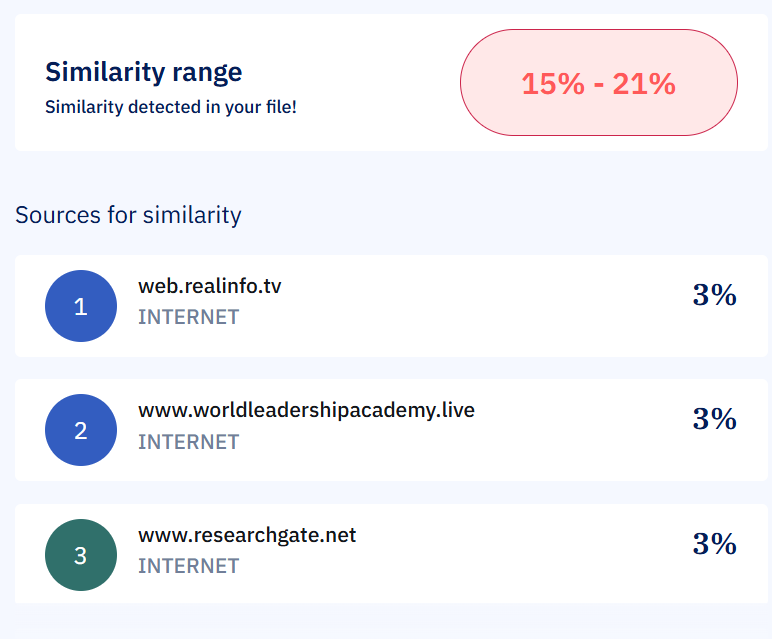 Similarity range
15% - 21%
Similarity detected in your file!
Sources for similarity
1
web.realinfo.tv
INTERNET
3%
2
www.worldleadershipacademy.live
INTERNET
3%
3
www.researchgate.net
INTERNET
3%